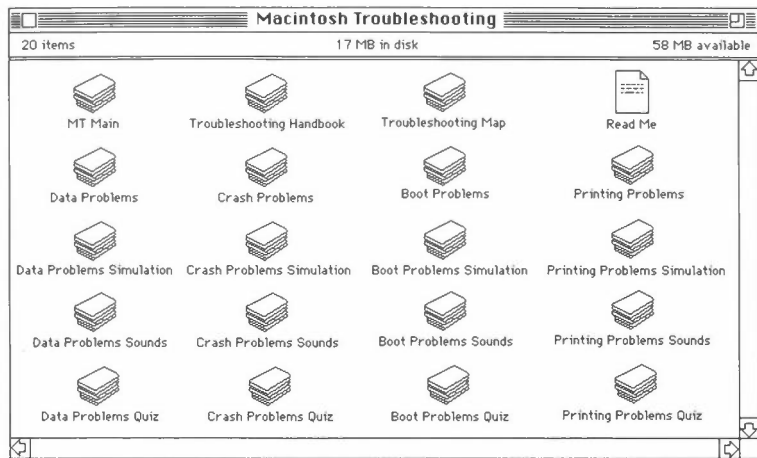 Macintosh Troubleshooting
20 items 17 MB in disk 58 MB available
MT Main Troubleshooting Handbook Troubleshooting Map Read Me
Data Problems Crash Problems Boot Problems Printing Problems
Data Problems Simulation Crash Problems Simulation Boot Problems Simulation Printing Problems Simulation
Data Problems Sounds Crash Problems Sounds Boot Problems Sounds Printing Problems Sounds
Data Problems Quiz Crash Problems Quiz Boot Problems Quiz Printing Problems Quiz